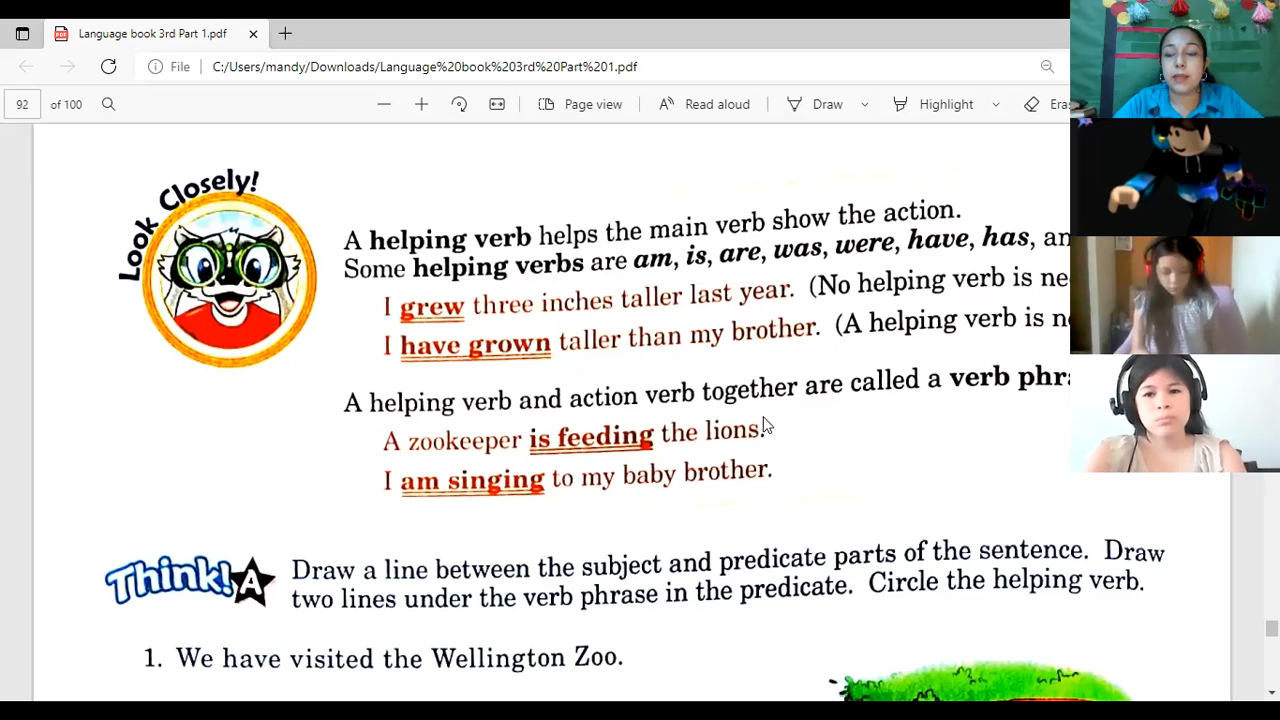 Language book 3rd Part 1.pdf
File C:/Users/mandy/Downloads/Language%20book%203rd%20Part%201.pdf
92 of 100 Page view Read aloud Draw Highlight
Look Closely!
A helping verb helps the main verb show the action.
Some helping verbs are am, is, are, was, were, have, has,
I grew three inches taller last year. (No helping verb is
I have grown taller than my brother. (A helping verb is
A helping verb and action verb together are called a verb
A zookeeper is feeding the lions.
I am singing to my baby brother.
Think! A Draw a line between the subject and predicate parts of the sentence. Draw
two lines under the verb phrase in the predicate. Circle the helping verb.
1. We have visited the Wellington Zoo.